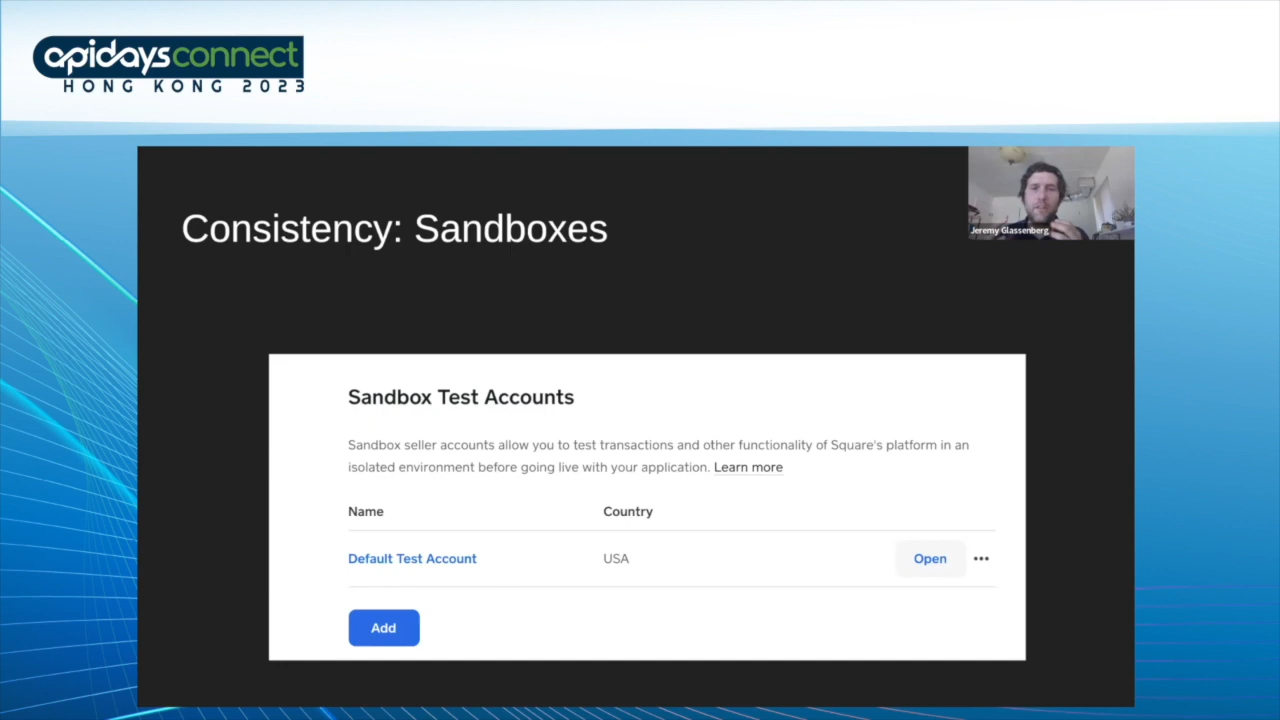 apidays connect
HONG KONG 2023
Consistency: Sandboxes
Jeremy Glassenberg
Sandbox Test Accounts
Sandbox seller accounts allow you to test transactions and other functionality of Square's platform in an
isolated environment before going live with your application. Learn more
Name Country
Default Test Account USA Open •••
Add